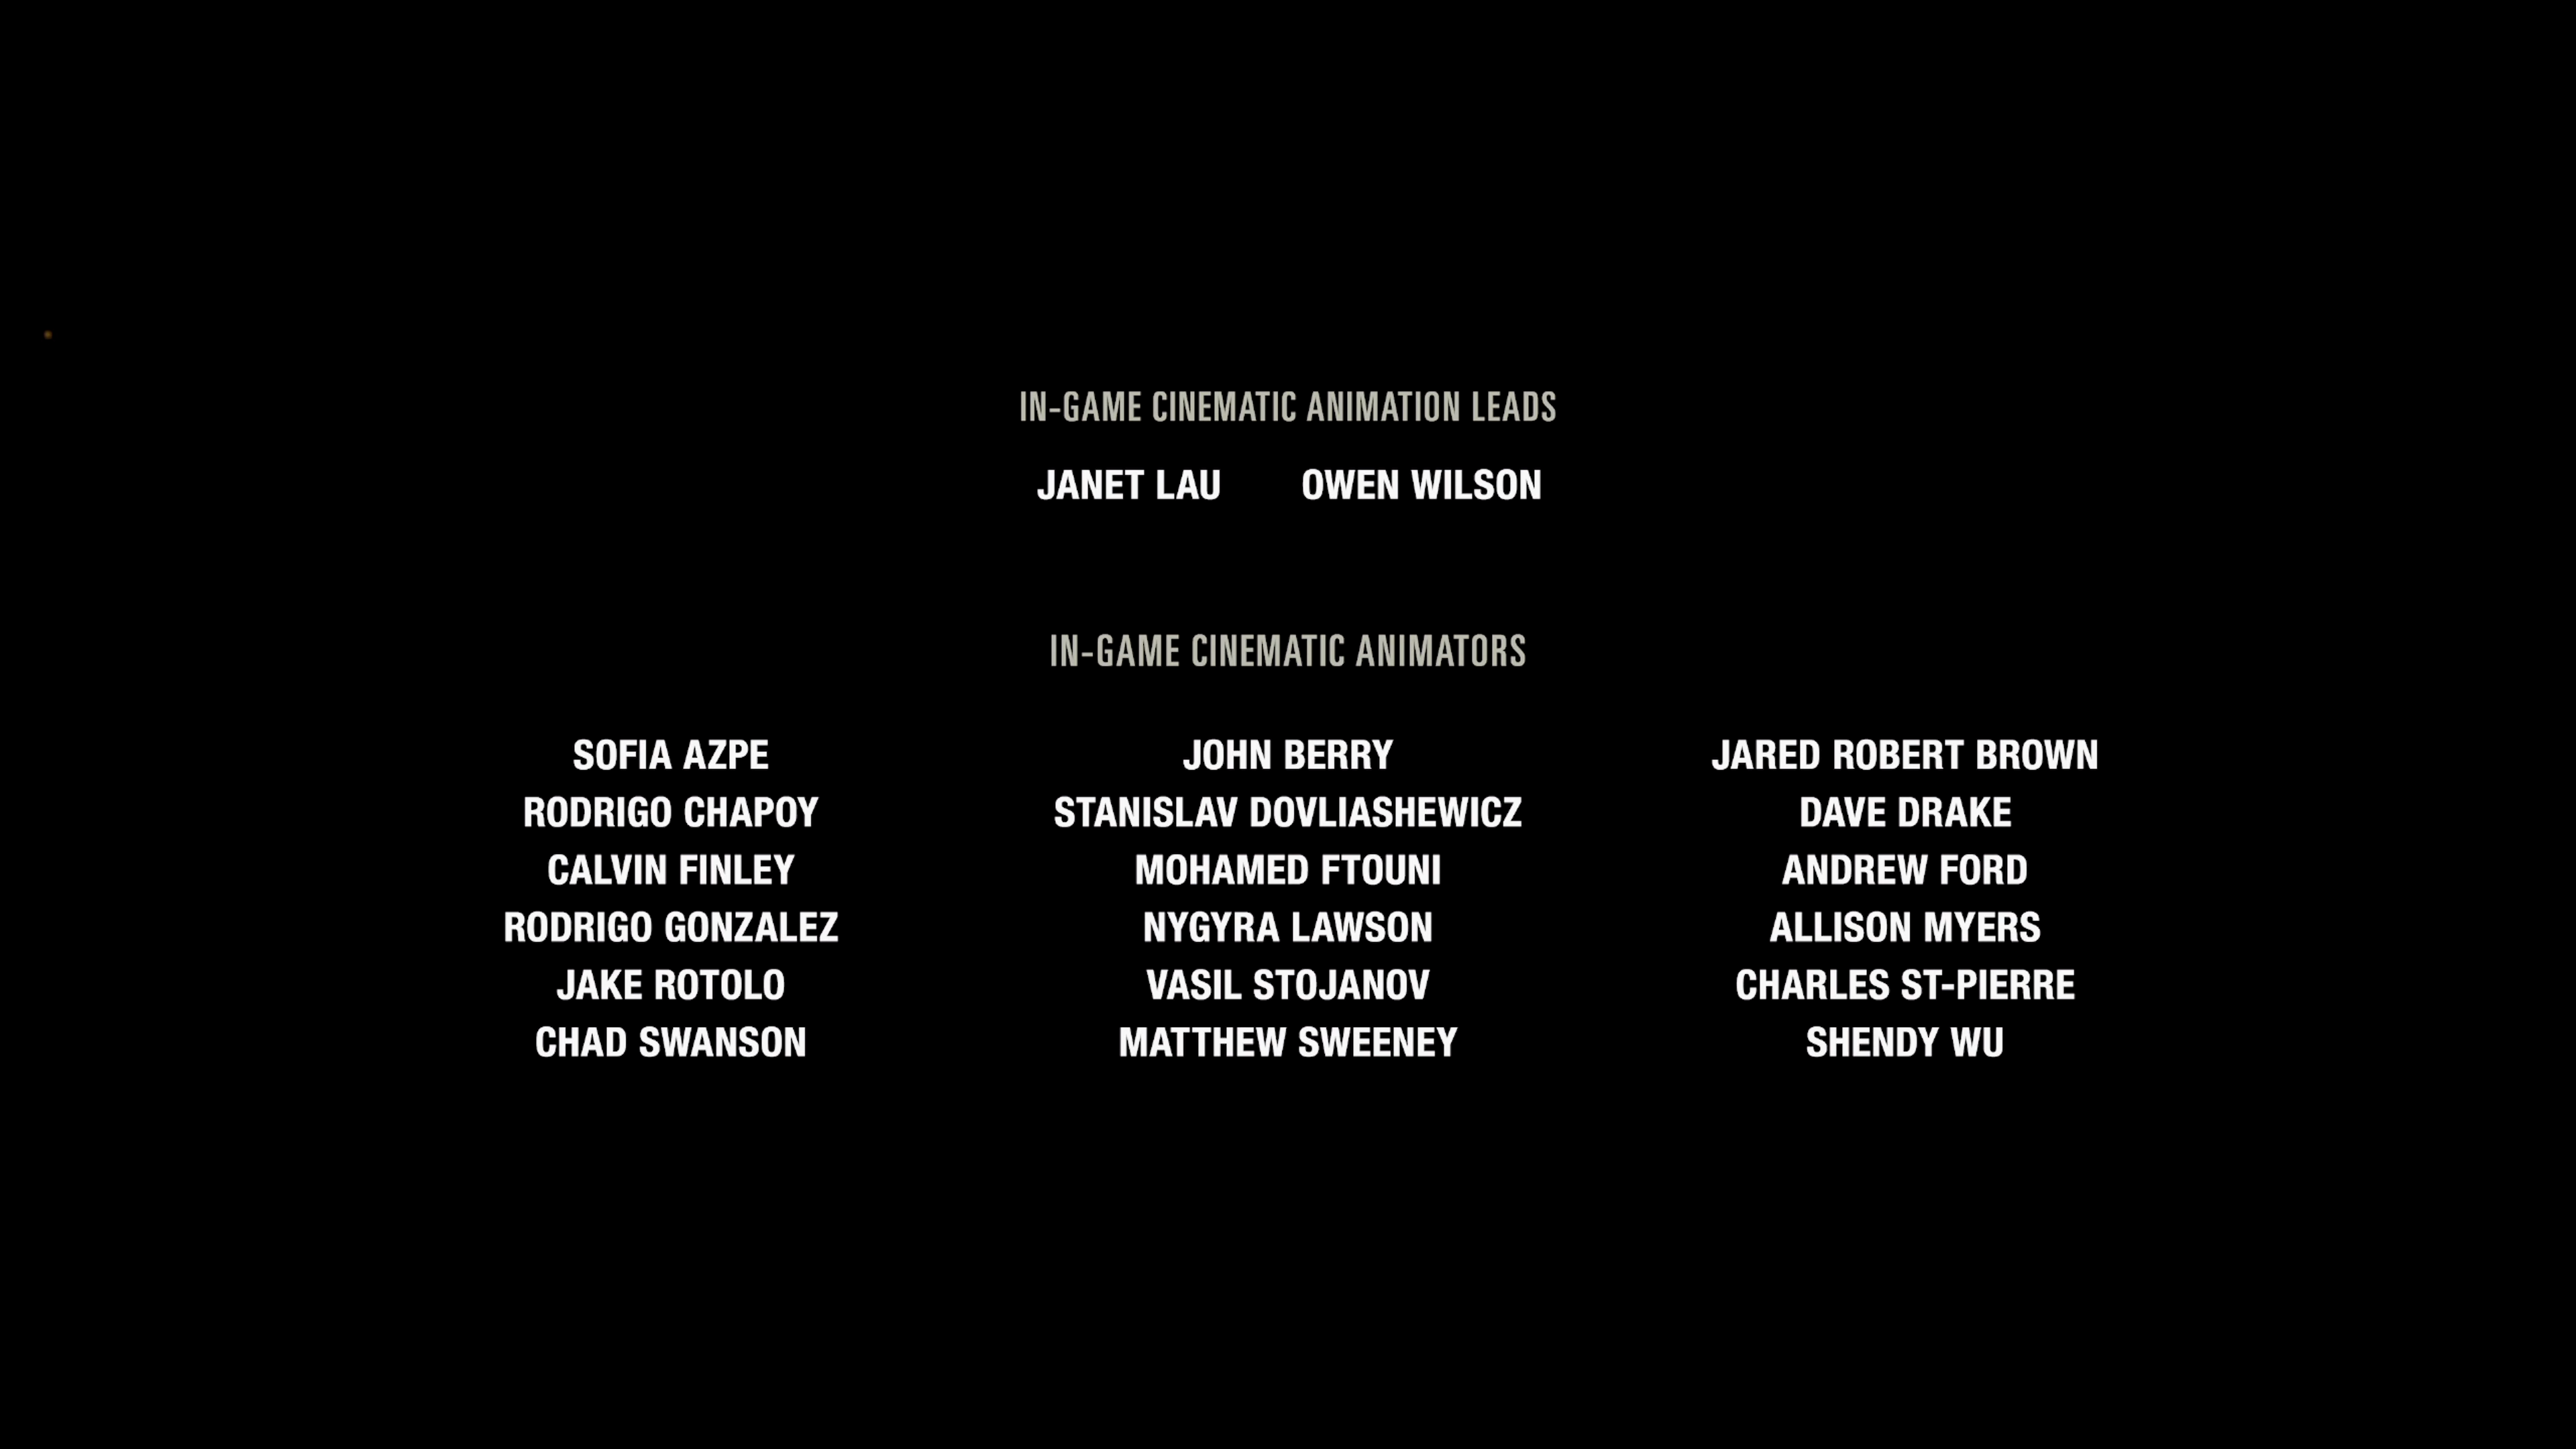 IN-GAME CINEMATIC ANIMATION LEADS
JANET LAU OWEN WILSON
IN-GAME CINEMATIC ANIMATORS
SOFIA AZPE JOHN BERRY JARED ROBERT BROWN
RODRIGO CHAPOY STANISLAV DOVLIASHEWICZ DAVE DRAKE
CALVIN FINLEY MOHAMED FTOUNI ANDREW FORD
RODRIGO GONZALEZ NYGYRA LAWSON ALLISON MYERS
JAKE ROTOLO VASIL STOJANOV CHARLES ST-PIERRE
CHAD SWANSON MATTHEW SWEENEY SHENDY WU